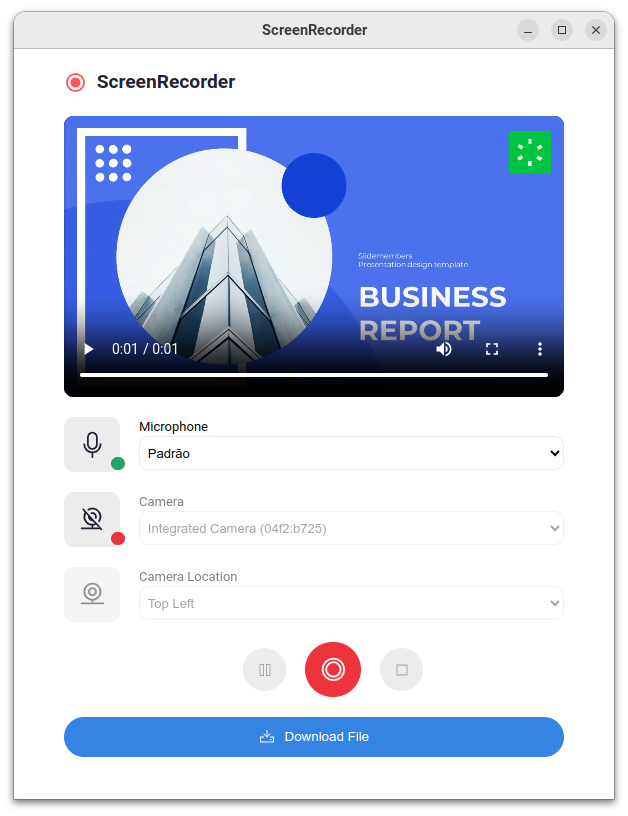 ScreenRecorder
ScreenRecorder
Slidemembers
Presentation design template
BUSINESS
REPORT
0:01 / 0:01
Microphone
Padrão
Camera
Integrated Camera (04f2:b725)
Camera Location
Top Left
Download File